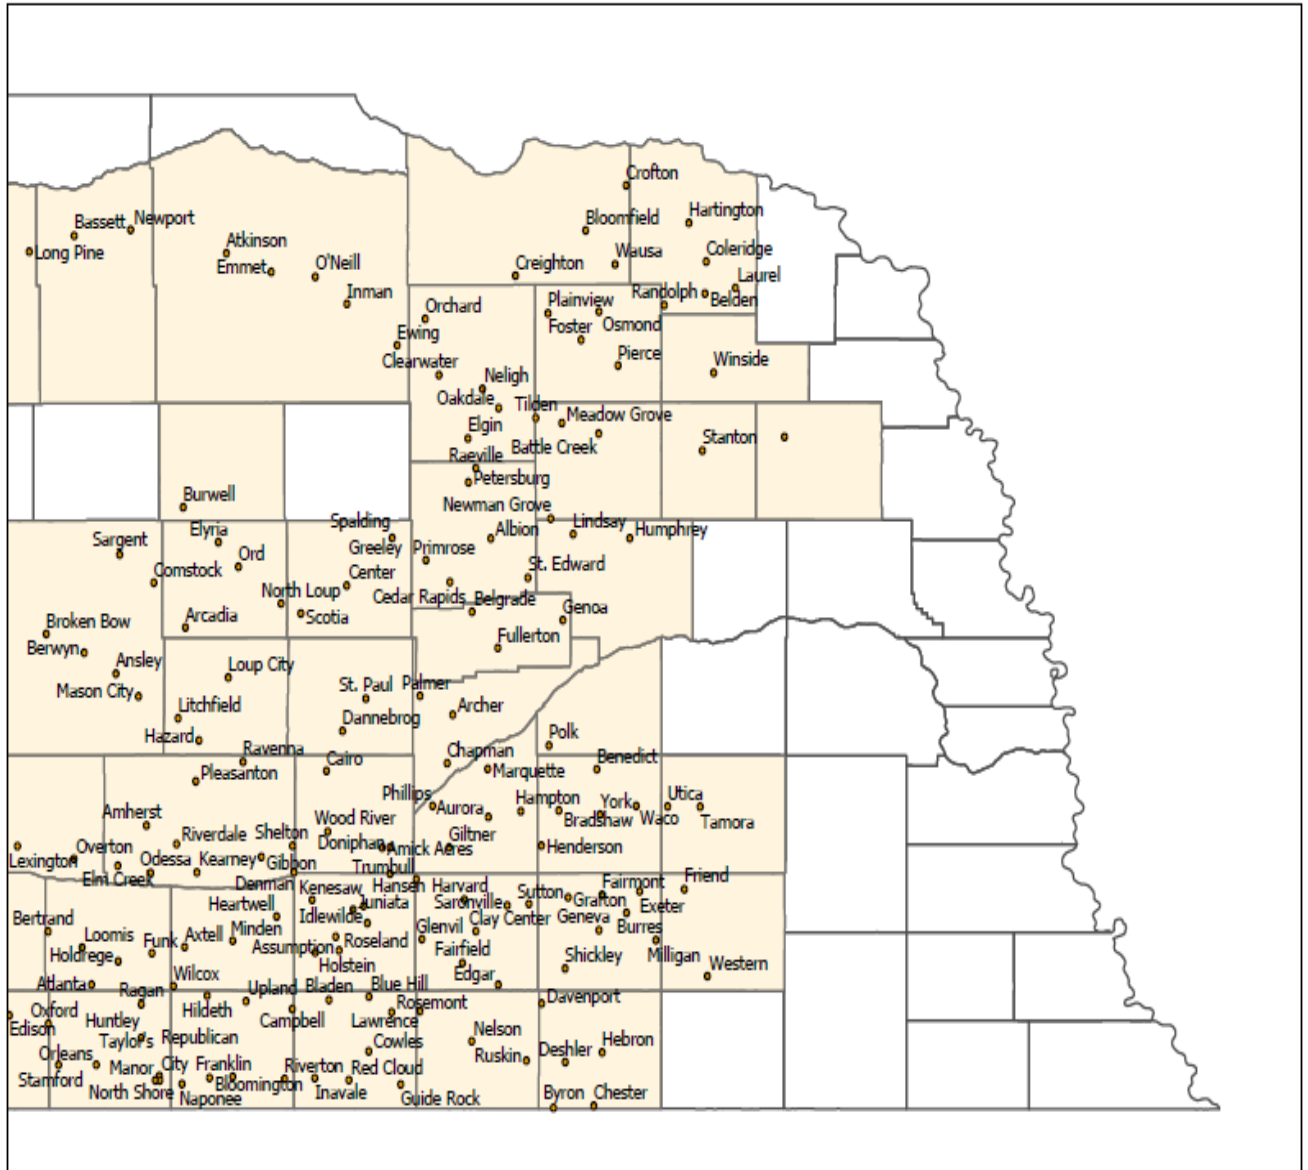 Crofton
Hartington
Bassett
Newport
Bloomfield
Long Pine
Atkinson
Emmet
O'Neill
Wausa
Coleridge
Creighton
Laurel
Inman
Randolph
Belden
Orchard
Plainview
Foster
Osmond
Ewing
Clearwater
Pierce
Winside
Neligh
Oakdale
Tilden
Meadow Grove
Elgin
Battle Creek
Stanton
Raeville
Petersburg
Burwell
Newman Grove
Spalding
Lindsay
Humphrey
Elyria
Albion
Sargent
Greeley
Center
Primrose
Ord
Comstock
St. Edward
North Loup
Cedar Rapids
Belgrade
Genoa
Arcadia
Scotia
Broken Bow
Berwyn
Fullerton
Ansley
Loup City
Mason City
St. Paul
Palmer
Litchfield
Archer
Dannebrog
Hazard
Polk
Ravenna
Cairo
Chapman
Benedict
Pleasanton
Marquette
Phillips
Aurora
Hampton
York
Utica
Amherst
Wood River
Bradshaw
Waco
Tamora
Riverdale
Shelton
Doniphan
Giltner
Overton
Amick Acres
Henderson
Lexington
Odessa
Kearney
Gibbon
Trumbull
Elm Creek
Denman
Kenesaw
Hansen
Harvard
Sutton
Fairmont
Friend
Heartwell
Juniata
Saronville
Grafton
Exeter
Bertrand
Idlewilde
Clay Center
Geneva
Loomis
Funk
Axtell
Minden
Glenvil
Burres
Holdrege
Assumption
Roseland
Fairfield
Milligan
Holstein
Shickley
Western
Atlanta
Wilcox
Edgar
Ragan
Upland
Bladen
Blue Hill
Davenport
Oxford
Hildeth
Rosemont
Edison
Huntley
Campbell
Lawrence
Taylor's
Manor
Republican
City
Nelson
Cowles
Hebron
Orleans
Ruskin
Deshler
Stamford
Franklin
Riverton
Red Cloud
North Shore
Bloomington
Naponee
Inavale
Guide Rock
Byron
Chester